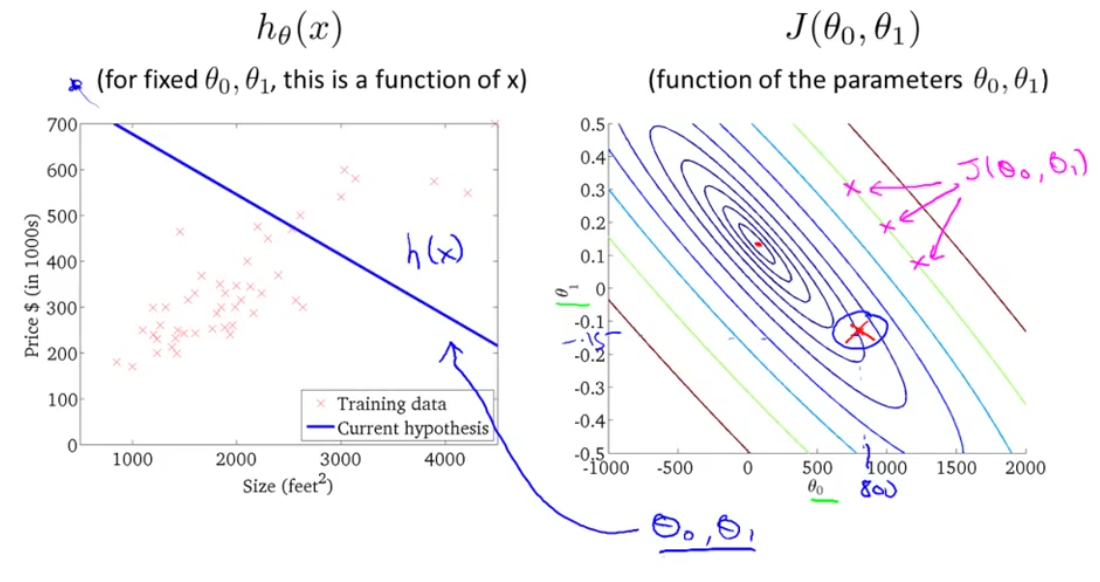 hθ(x)
(for fixed θ0, θ1, this is a function of x)
700
600
500
400
300
200
100
0
Price $ (in 1000s)
1000
2000
3000
4000
Size (feet²)
h(x)
Training data
Current hypothesis
J(θ0, θ1)
(function of the parameters θ0, θ1)
0.5
0.4
0.3
0.2
0.1
0
-0.1
-0.2
-0.3
-0.4
-0.5
θ1
-.15
-1000
-500
0
500
1000
1500
2000
θ0
800
J(θ0, θ1)
θ0, θ1